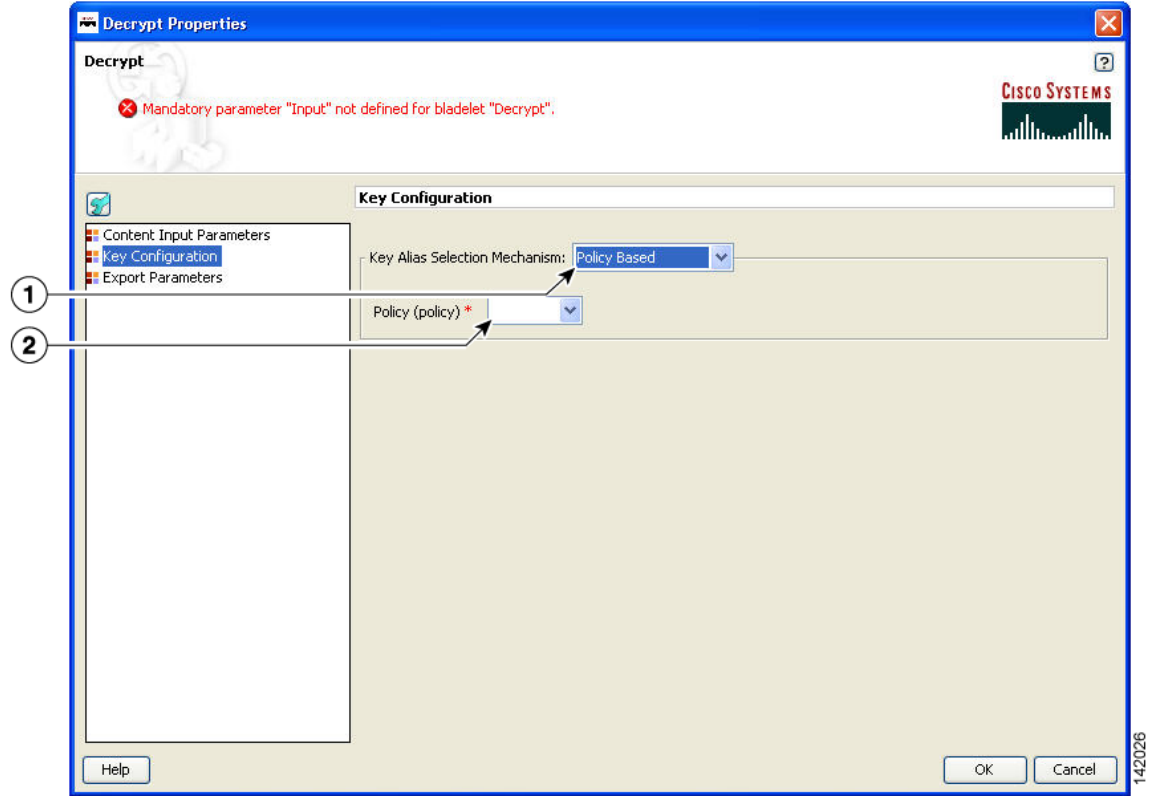 Decrypt Properties
Decrypt
?
Mandatory parameter "Input" not defined for bladelet "Decrypt".
CISCO SYSTEMS
Key Configuration
Content Input Parameters
Key Configuration
Export Parameters
Key Alias Selection Mechanism: Policy Based
1
Policy (policy) *
2
Help
OK
Cancel
142026